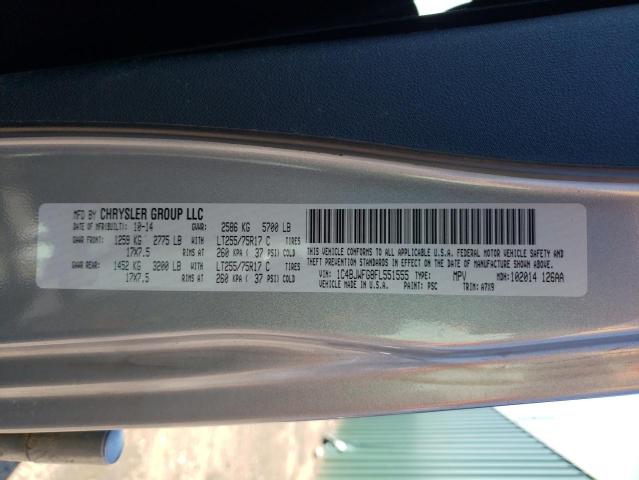 MFD BY CHRYSLER GROUP LLC
DATE OF MFR(BUILT): 10-14 GVWR: 2586 KG 5700 LB
GAWR FRONT: 1259 KG 2775 LB WITH LT255/75R17 C TIRES
17X7.5 RIMS AT 260 KPA ( 37 PSI) COLD
GAWR REAR: 1452 KG 3200 LB WITH LT255/75R17 C TIRES
17X7.5 RIMS AT 260 KPA ( 37 PSI) COLD
THIS VEHICLE CONFORMS TO ALL APPLICABLE U.S.A. FEDERAL MOTOR VEHICLE SAFETY AND
THEFT PREVENTION STANDARDS IN EFFECT ON THE DATE OF MANUFACTURE SHOWN ABOVE.
VIN: 1C4BJWFG8FL551555 TYPE: MPV MDH: 102014 126AA
VEHICLE MADE IN U.S.A. PAINT: PSC TRIM: A7X9